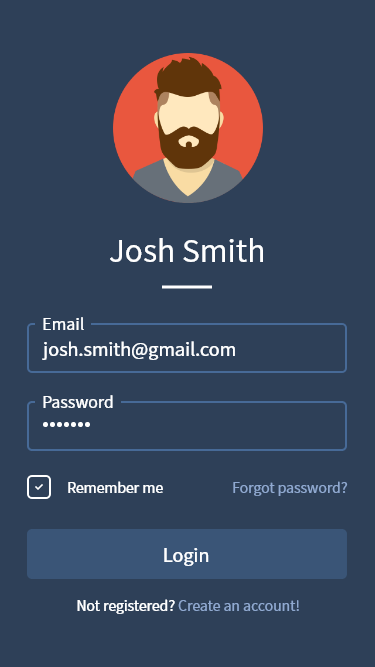 Josh Smith
Email
josh.smith@gmail.com
Password
•••••••
Remember me
Forgot password?
Login
Not registered? Create an account!